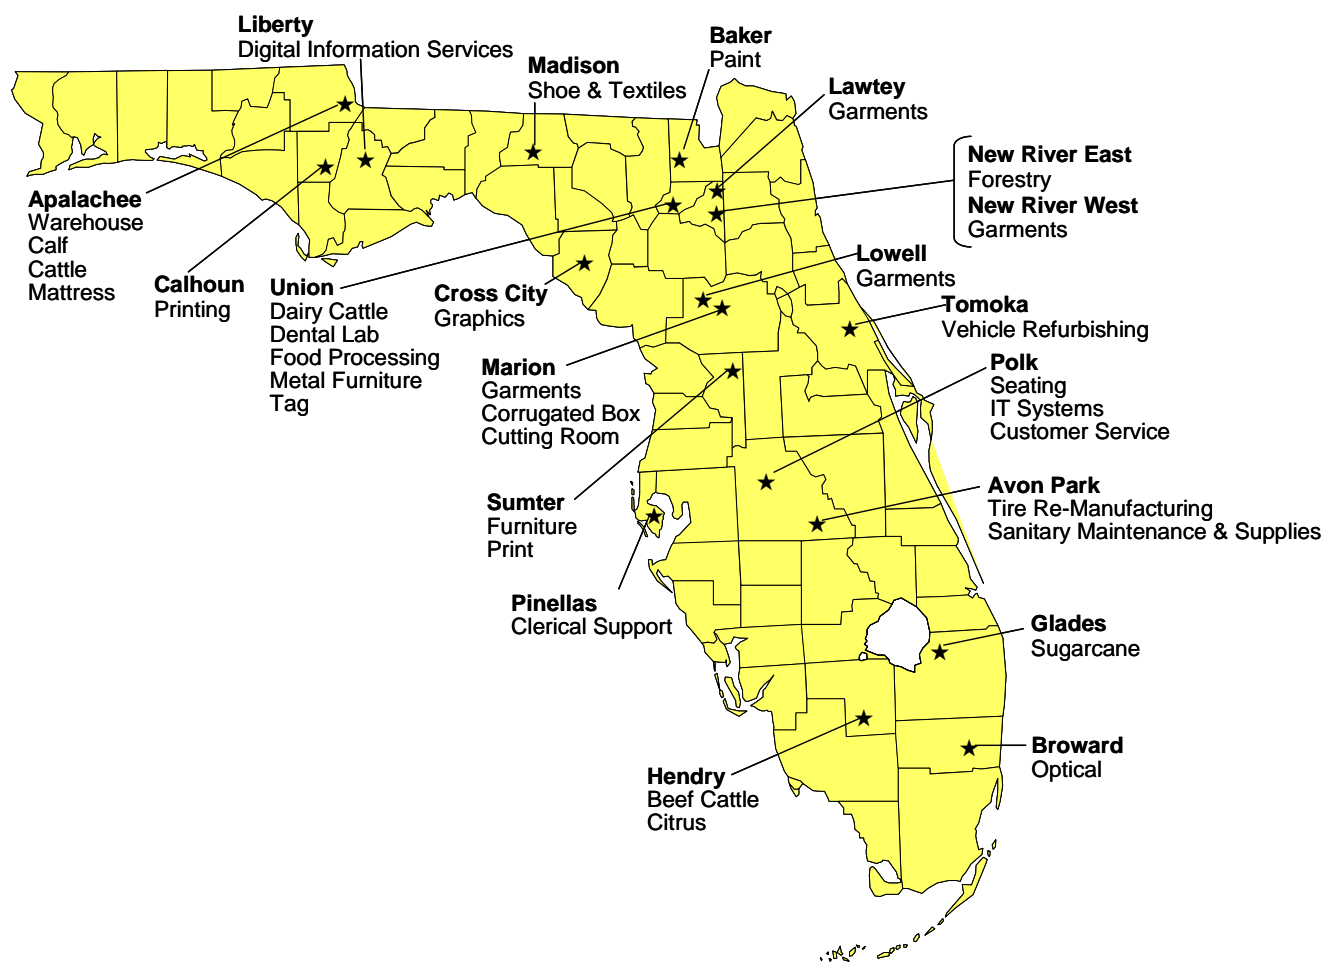 Liberty
Digital Information Services
Madison
Shoe & Textiles
Baker
Paint
Lawtey
Garments
New River East
Forestry
New River West
Garments
Apalachee
Warehouse
Calf
Cattle
Mattress
Calhoun
Printing
Union
Dairy Cattle
Dental Lab
Food Processing
Metal Furniture
Tag
Cross City
Graphics
Lowell
Garments
Tomoka
Vehicle Refurbishing
Marion
Garments
Corrugated Box
Cutting Room
Polk
Seating
IT Systems
Customer Service
Sumter
Furniture
Print
Avon Park
Tire Re-Manufacturing
Sanitary Maintenance & Supplies
Pinellas
Clerical Support
Glades
Sugarcane
Hendry
Beef Cattle
Citrus
Broward
Optical